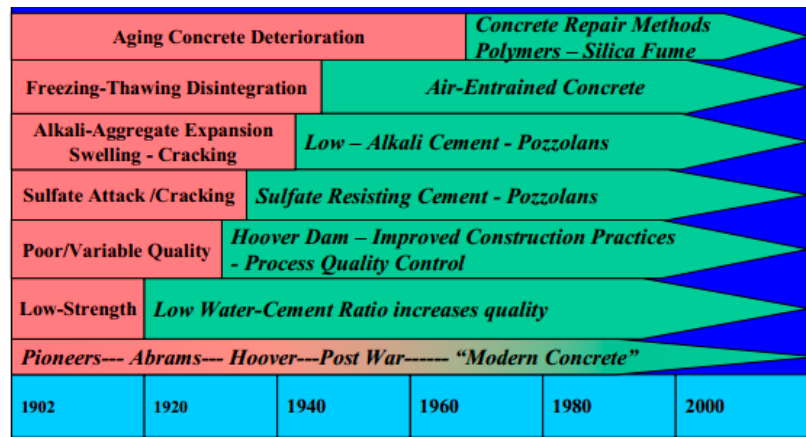 Aging Concrete Deterioration
Concrete Repair Methods
Polymers – Silica Fume
Freezing-Thawing Disintegration
Air-Entrained Concrete
Alkali-Aggregate Expansion
Swelling - Cracking
Low – Alkali Cement - Pozzolans
Sulfate Attack /Cracking
Sulfate Resisting Cement - Pozzolans
Poor/Variable Quality
Hoover Dam – Improved Construction Practices
- Process Quality Control
Low-Strength
Low Water-Cement Ratio increases quality
Pioneers--- Abrams--- Hoover---Post War------ “Modern Concrete”
1902 1920 1940 1960 1980 2000